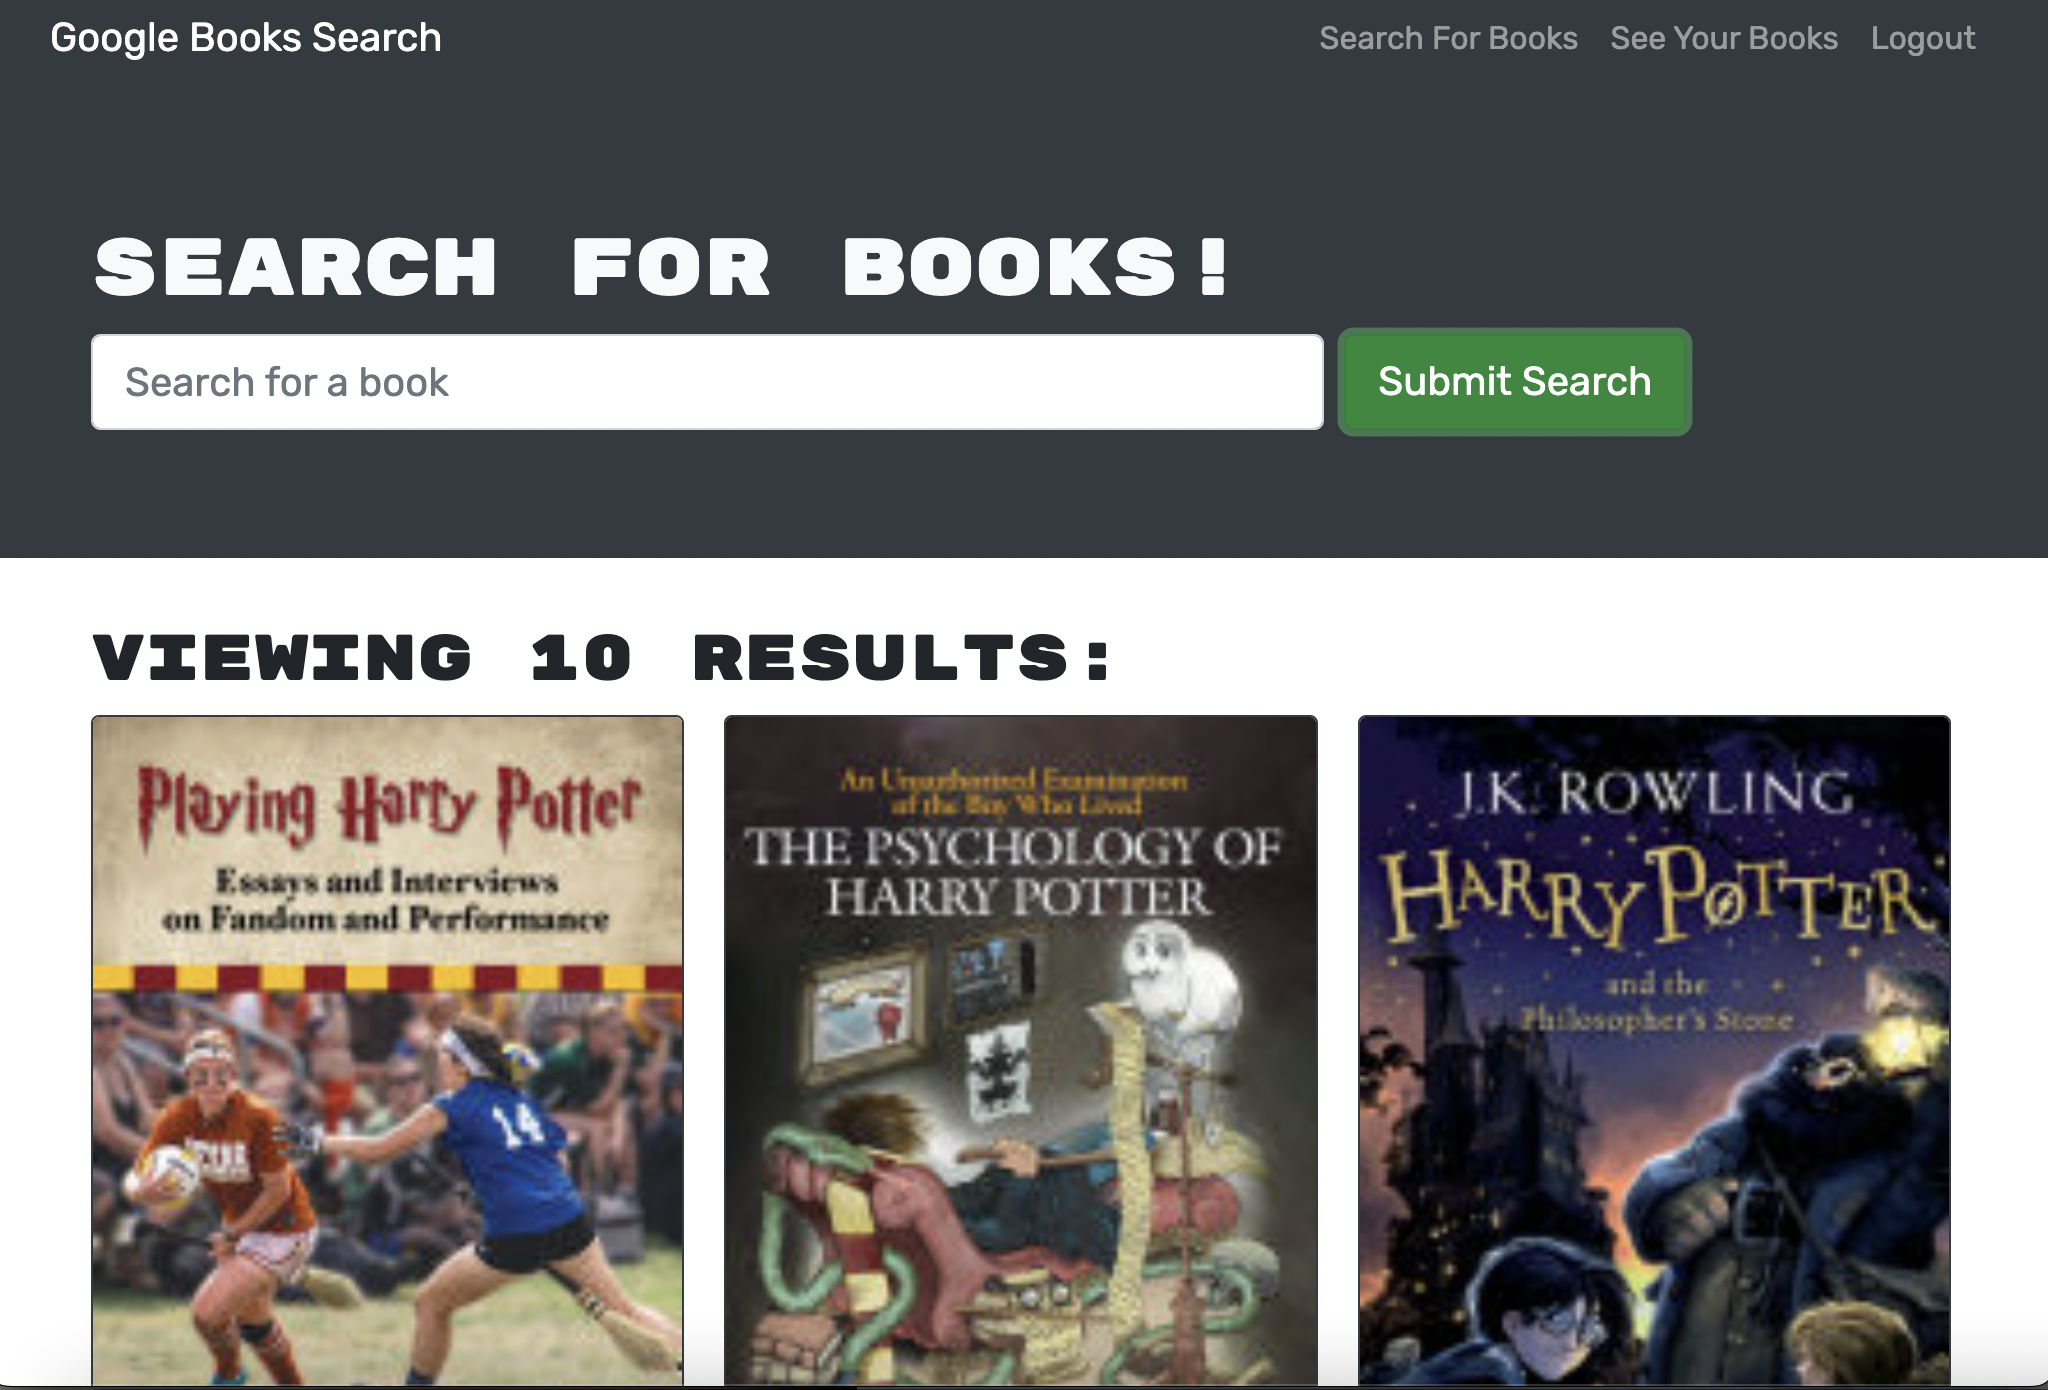 Google Books Search
Search For Books
See Your Books
Logout
SEARCH FOR BOOKS!
Search for a book
Submit Search
VIEWING 10 RESULTS:
Playing Harry Potter
Essays and Interviews
on Fandom and Performance
14
An Unauthorized Examination
of the Boy Who Lived
THE PSYCHOLOGY OF
HARRY POTTER
J.K. ROWLING
HARRY POTTER
and the
Philosopher's Stone